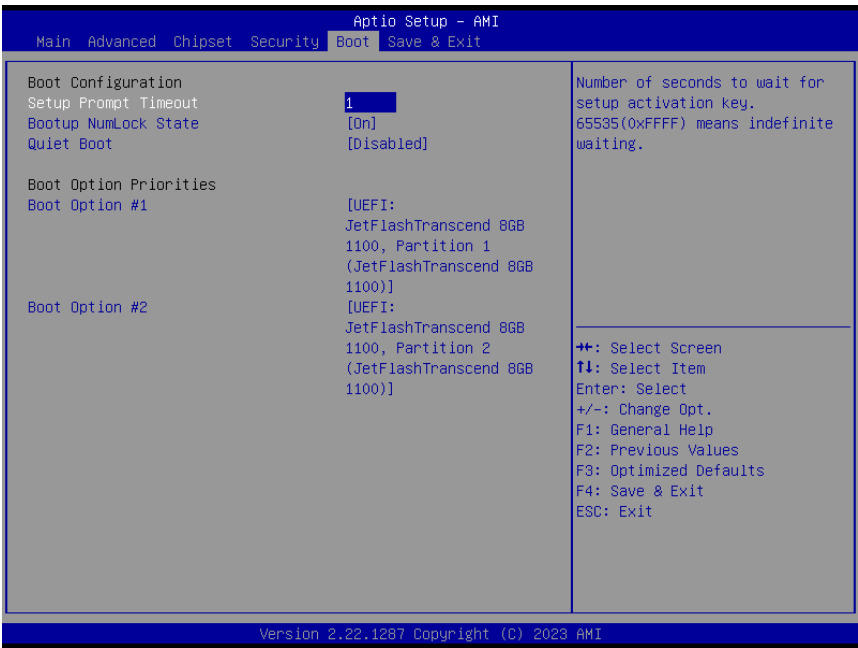 Aptio Setup – AMI
Main Advanced Chipset Security Boot Save & Exit
Boot Configuration
Setup Prompt Timeout 1
Bootup NumLock State [On]
Quiet Boot [Disabled]
Boot Option Priorities
Boot Option #1 [UEFI:
JetFlashTranscend 8GB
1100, Partition 1
(JetFlashTranscend 8GB
1100)]
Boot Option #2 [UEFI:
JetFlashTranscend 8GB
1100, Partition 2
(JetFlashTranscend 8GB
1100)]
Number of seconds to wait for
setup activation key.
65535(0xFFFF) means indefinite
waiting.
→←: Select Screen
↑↓: Select Item
Enter: Select
+/-: Change Opt.
F1: General Help
F2: Previous Values
F3: Optimized Defaults
F4: Save & Exit
ESC: Exit
Version 2.22.1287 Copyright (C) 2023 AMI